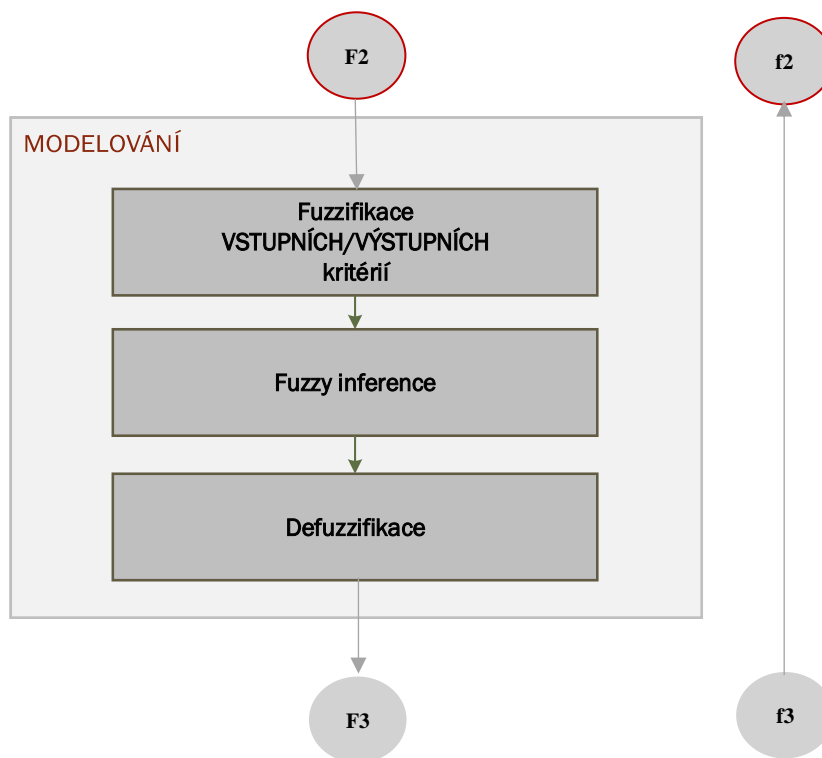 F2
f2
MODELOVÁNÍ
Fuzzifikace
VSTUPNÍCH/VÝSTUPNÍCH
kritérií
Fuzzy inference
Defuzzifikace
F3
f3